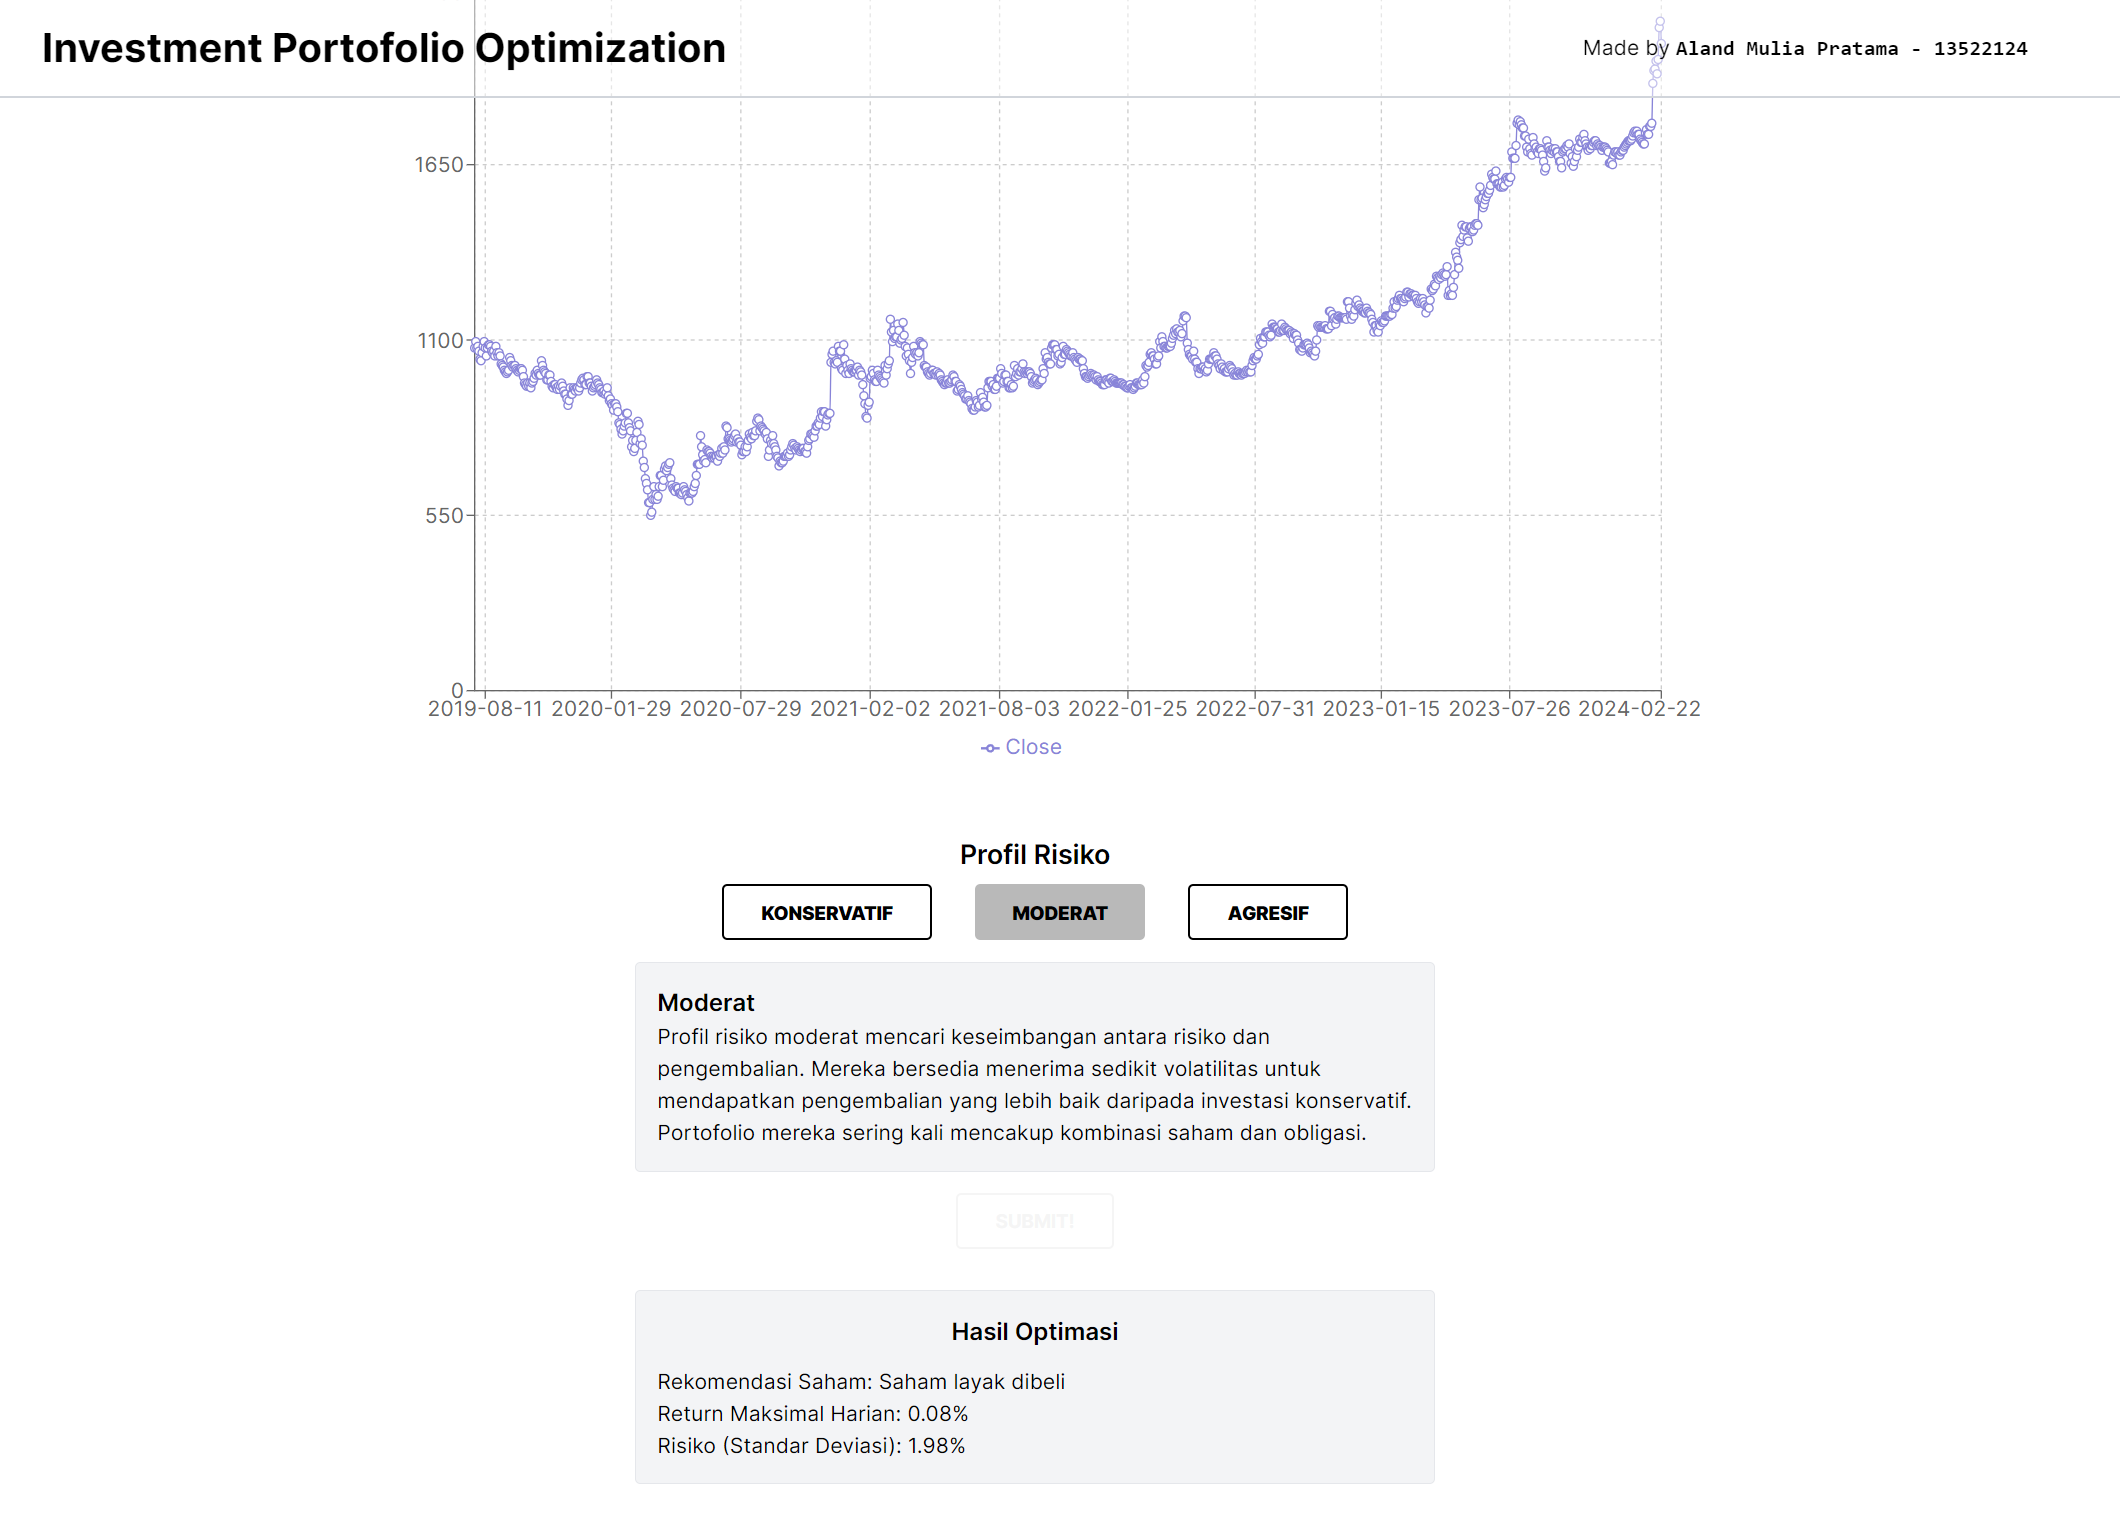 Investment Portofolio Optimization
Made by Aland Mulia Pratama - 13522124
1650
1100
550
0
2019-08-11 2020-01-29 2020-07-29 2021-02-02 2021-08-03 2022-01-25 2022-07-31 2023-01-15 2023-07-26 2024-02-22
Close
Profil Risiko
KONSERVATIF MODERAT AGRESIF
Moderat
Profil risiko moderat mencari keseimbangan antara risiko dan
pengembalian. Mereka bersedia menerima sedikit volatilitas untuk
mendapatkan pengembalian yang lebih baik daripada investasi konservatif.
Portofolio mereka sering kali mencakup kombinasi saham dan obligasi.
SUBMIT!
Hasil Optimasi
Rekomendasi Saham: Saham layak dibeli
Return Maksimal Harian: 0.08%
Risiko (Standar Deviasi): 1.98%